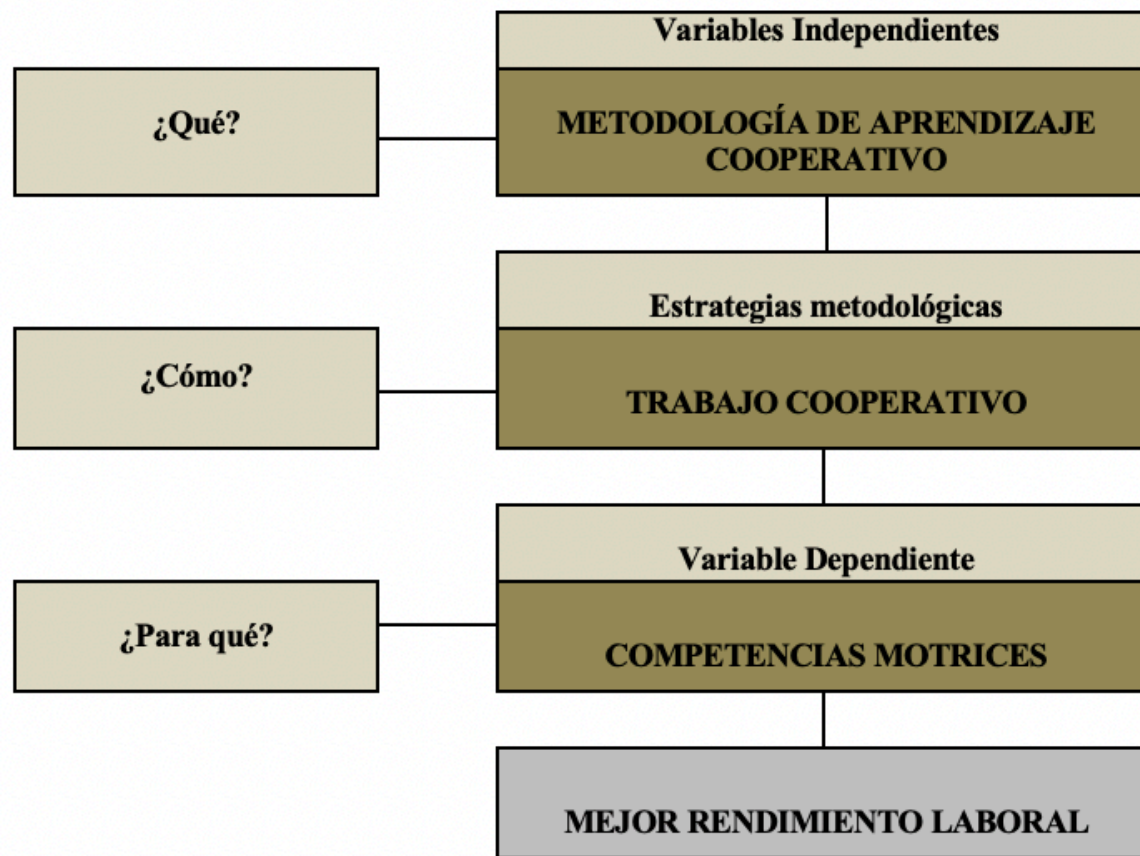 Variables Independientes
¿Qué?
METODOLOGÍA DE APRENDIZAJE
COOPERATIVO
Estrategias metodológicas
¿Cómo?
TRABAJO COOPERATIVO
Variable Dependiente
¿Para qué?
COMPETENCIAS MOTRICES
MEJOR RENDIMIENTO LABORAL